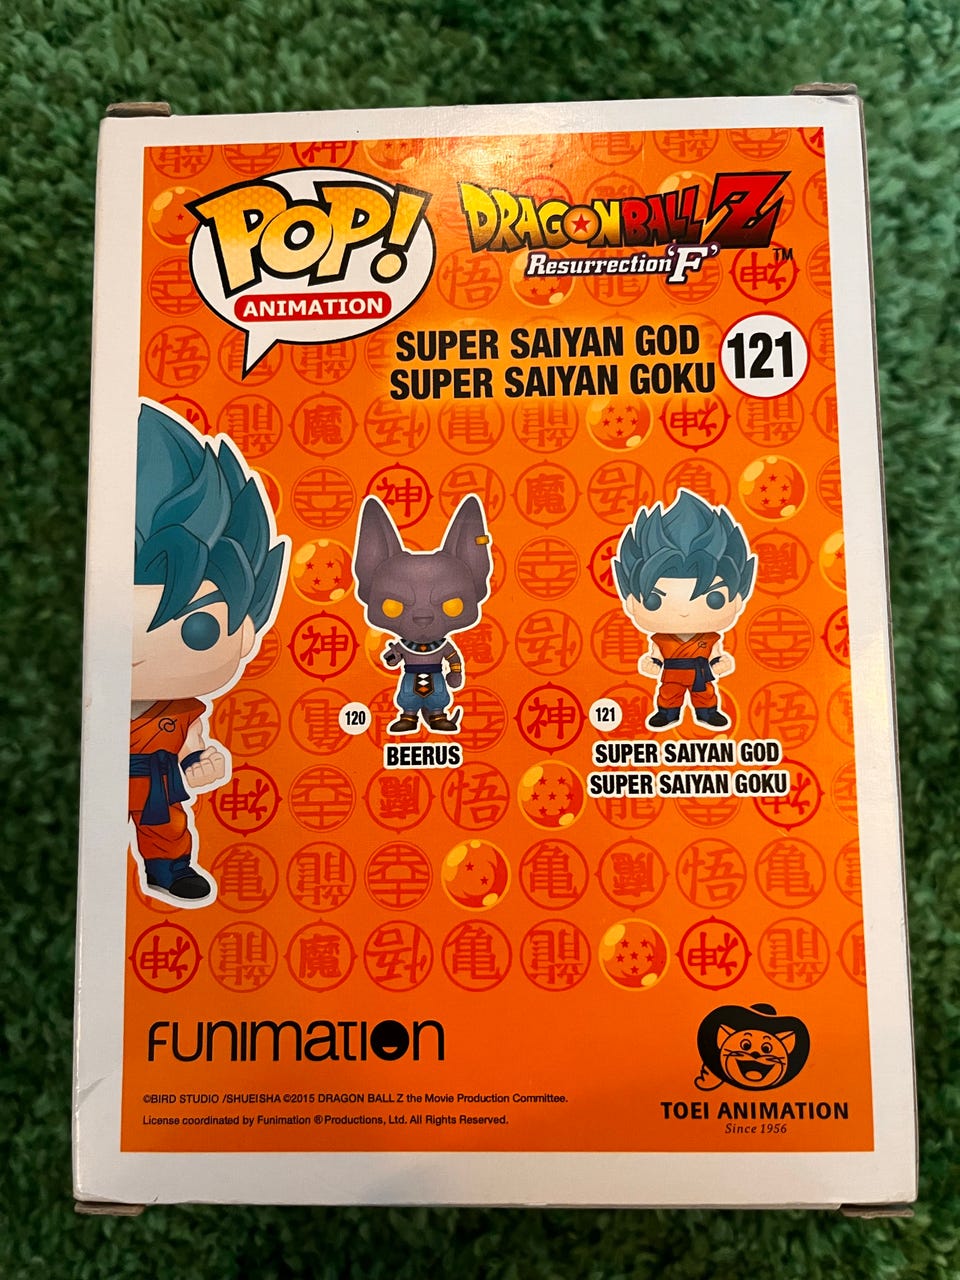 POP!
ANIMATION
DRAGONBALL Z
Resurrection 'F'
TM
SUPER SAIYAN GOD
SUPER SAIYAN GOKU
121
120
BEERUS
121
SUPER SAIYAN GOD
SUPER SAIYAN GOKU
FUNIMATION
©BIRD STUDIO /SHUEISHA ©2015 DRAGON BALL Z the Movie Production Committee.
License coordinated by Funimation ® Productions, Ltd. All Rights Reserved.
TOEI ANIMATION
Since 1956